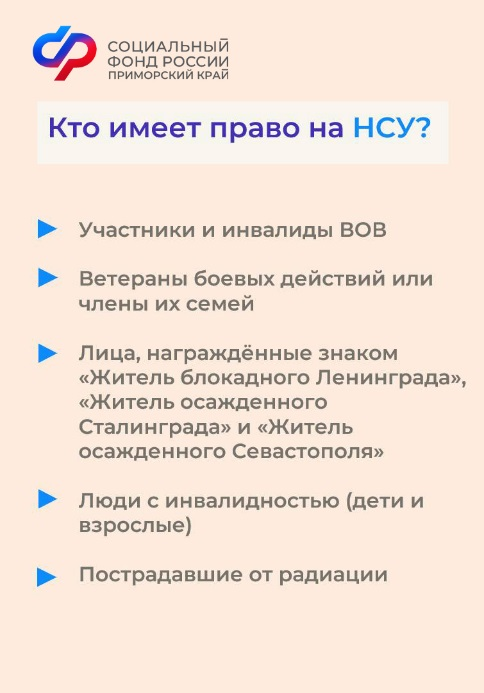 СОЦИАЛЬНЫЙ
ФОНД РОССИИ
ПРИМОРСКИЙ КРАЙ
Кто имеет право на НСУ?
Участники и инвалиды ВОВ
Ветераны боевых действий или
члены их семей
Лица, награждённые знаком
«Житель блокадного Ленинграда»,
«Житель осажденного
Сталинграда» и «Житель
осажденного Севастополя»
Люди с инвалидностью (дети и
взрослые)
Пострадавшие от радиации